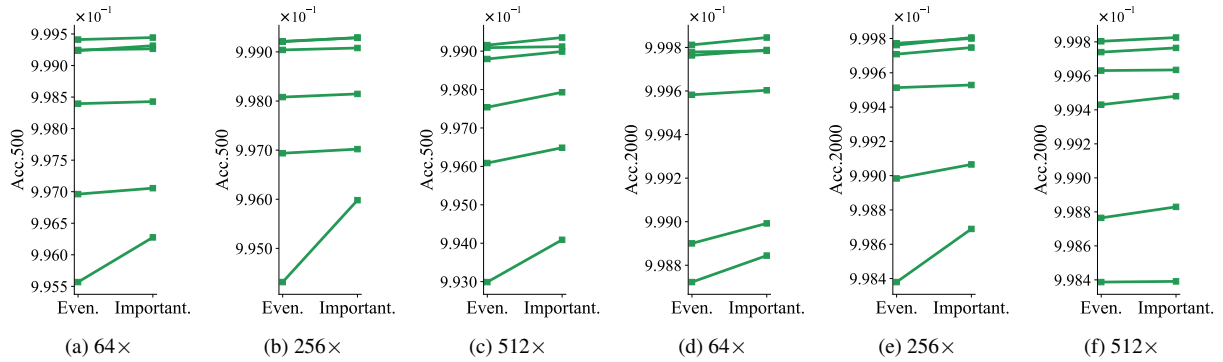 ×10⁻¹
9.995
9.990
9.985
9.980
9.975
9.970
9.965
9.960
9.955
Acc.500
Even. Important.
(a) 64×
×10⁻¹
9.990
9.980
9.970
9.960
9.950
Acc.500
Even. Important.
(b) 256×
×10⁻¹
9.990
9.980
9.970
9.960
9.950
9.940
9.930
Acc.500
Even. Important.
(c) 512×
×10⁻¹
9.998
9.996
9.994
9.992
9.990
9.988
Acc.2000
Even. Important.
(d) 64×
×10⁻¹
9.998
9.996
9.994
9.992
9.990
9.988
9.986
9.984
Acc.2000
Even. Important.
(e) 256×
×10⁻¹
9.998
9.996
9.994
9.992
9.990
9.988
9.986
9.984
Acc.2000
Even. Important.
(f) 512×